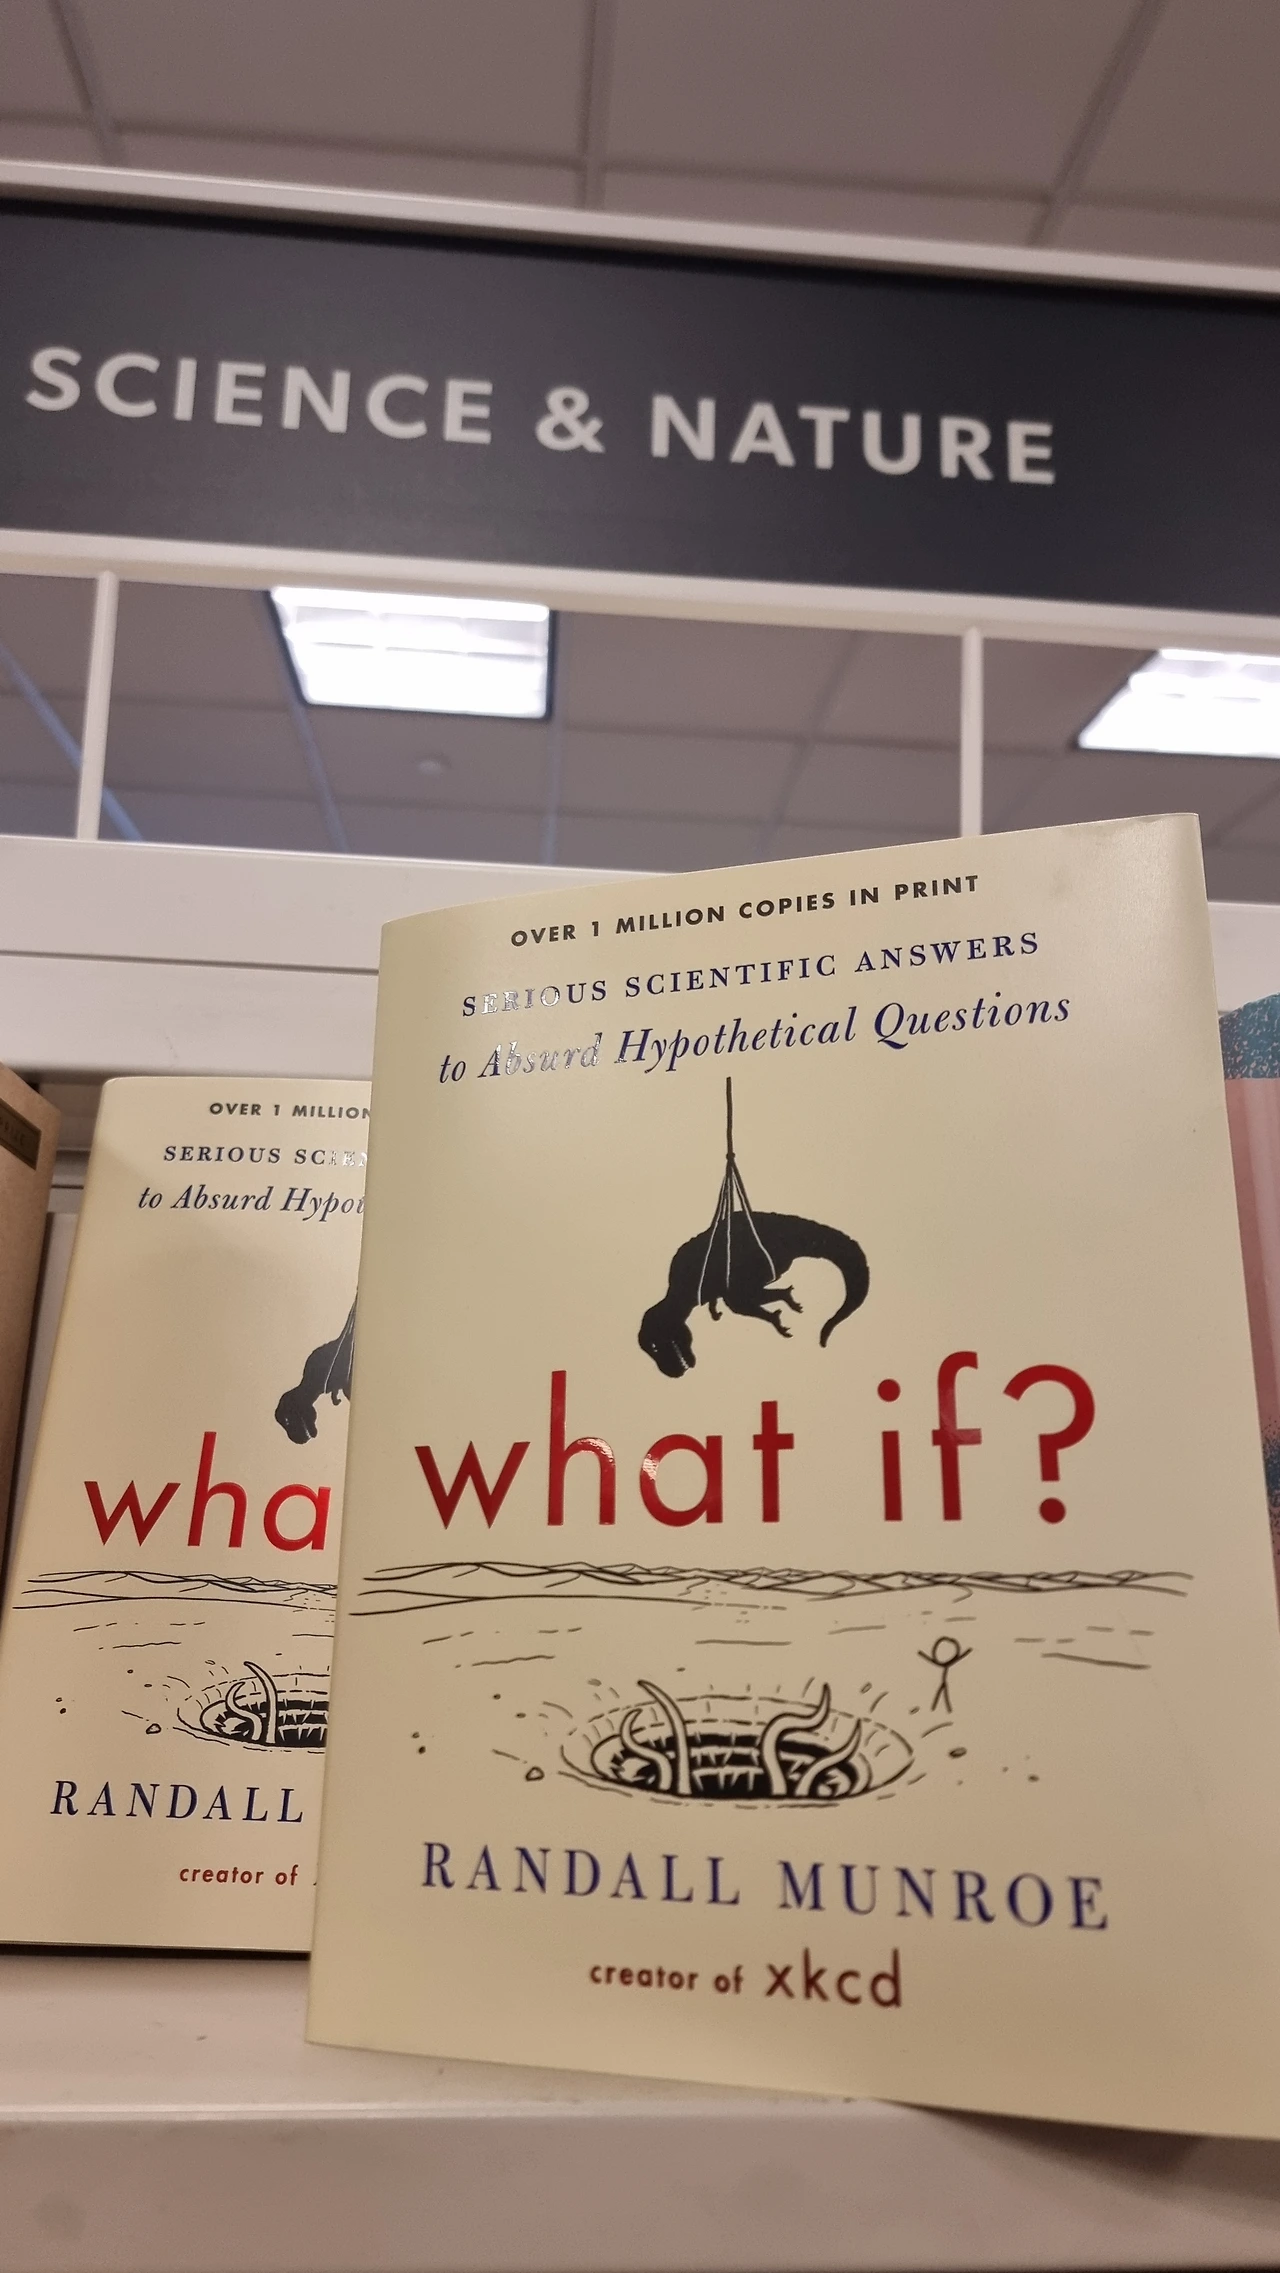 SCIENCE & NATURE
OVER 1 MILLION COPIES IN PRINT
SERIOUS SCIENTIFIC ANSWERS
to Absurd Hypothetical Questions
what if?
RANDALL MUNROE
creator of xkcd
OVER 1 MILLION
SERIOUS SCIEN
to Absurd Hypot
wha
RANDALL
creator of